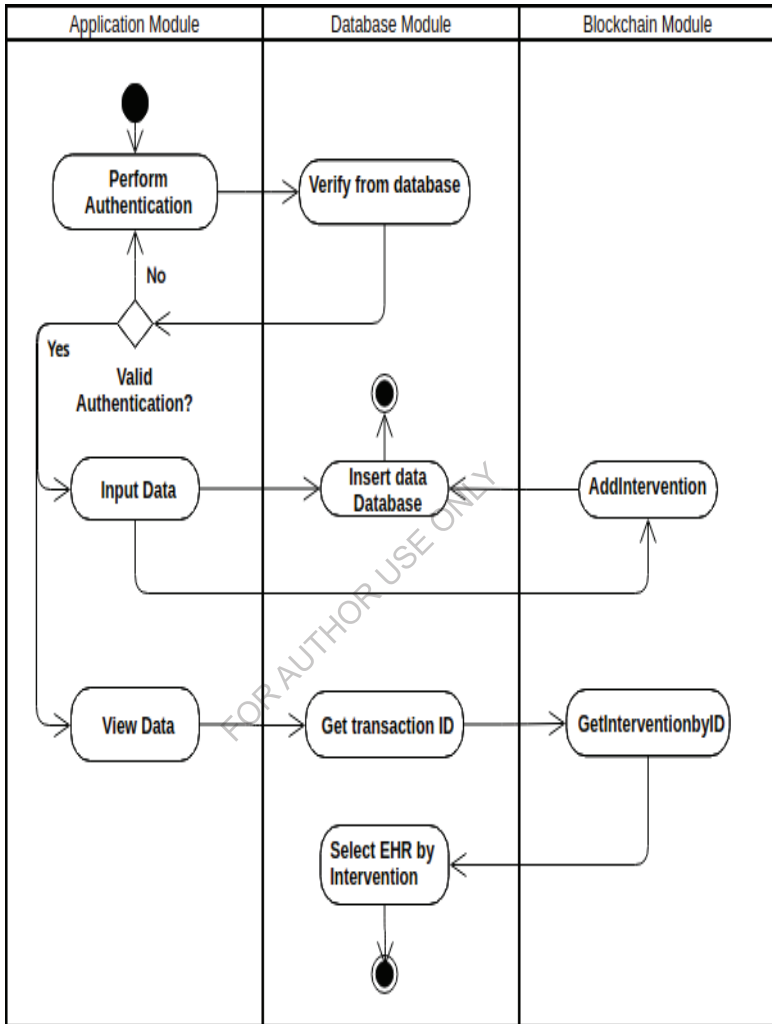 Application Module
Database Module
Blockchain Module
Perform
Authentication
Verify from database
No
Yes
Valid
Authentication?
Input Data
Insert data
Database
AddIntervention
FOR AUTHOR USE ONLY
View Data
Get transaction ID
GetInterventionbyID
Select EHR by
Intervention